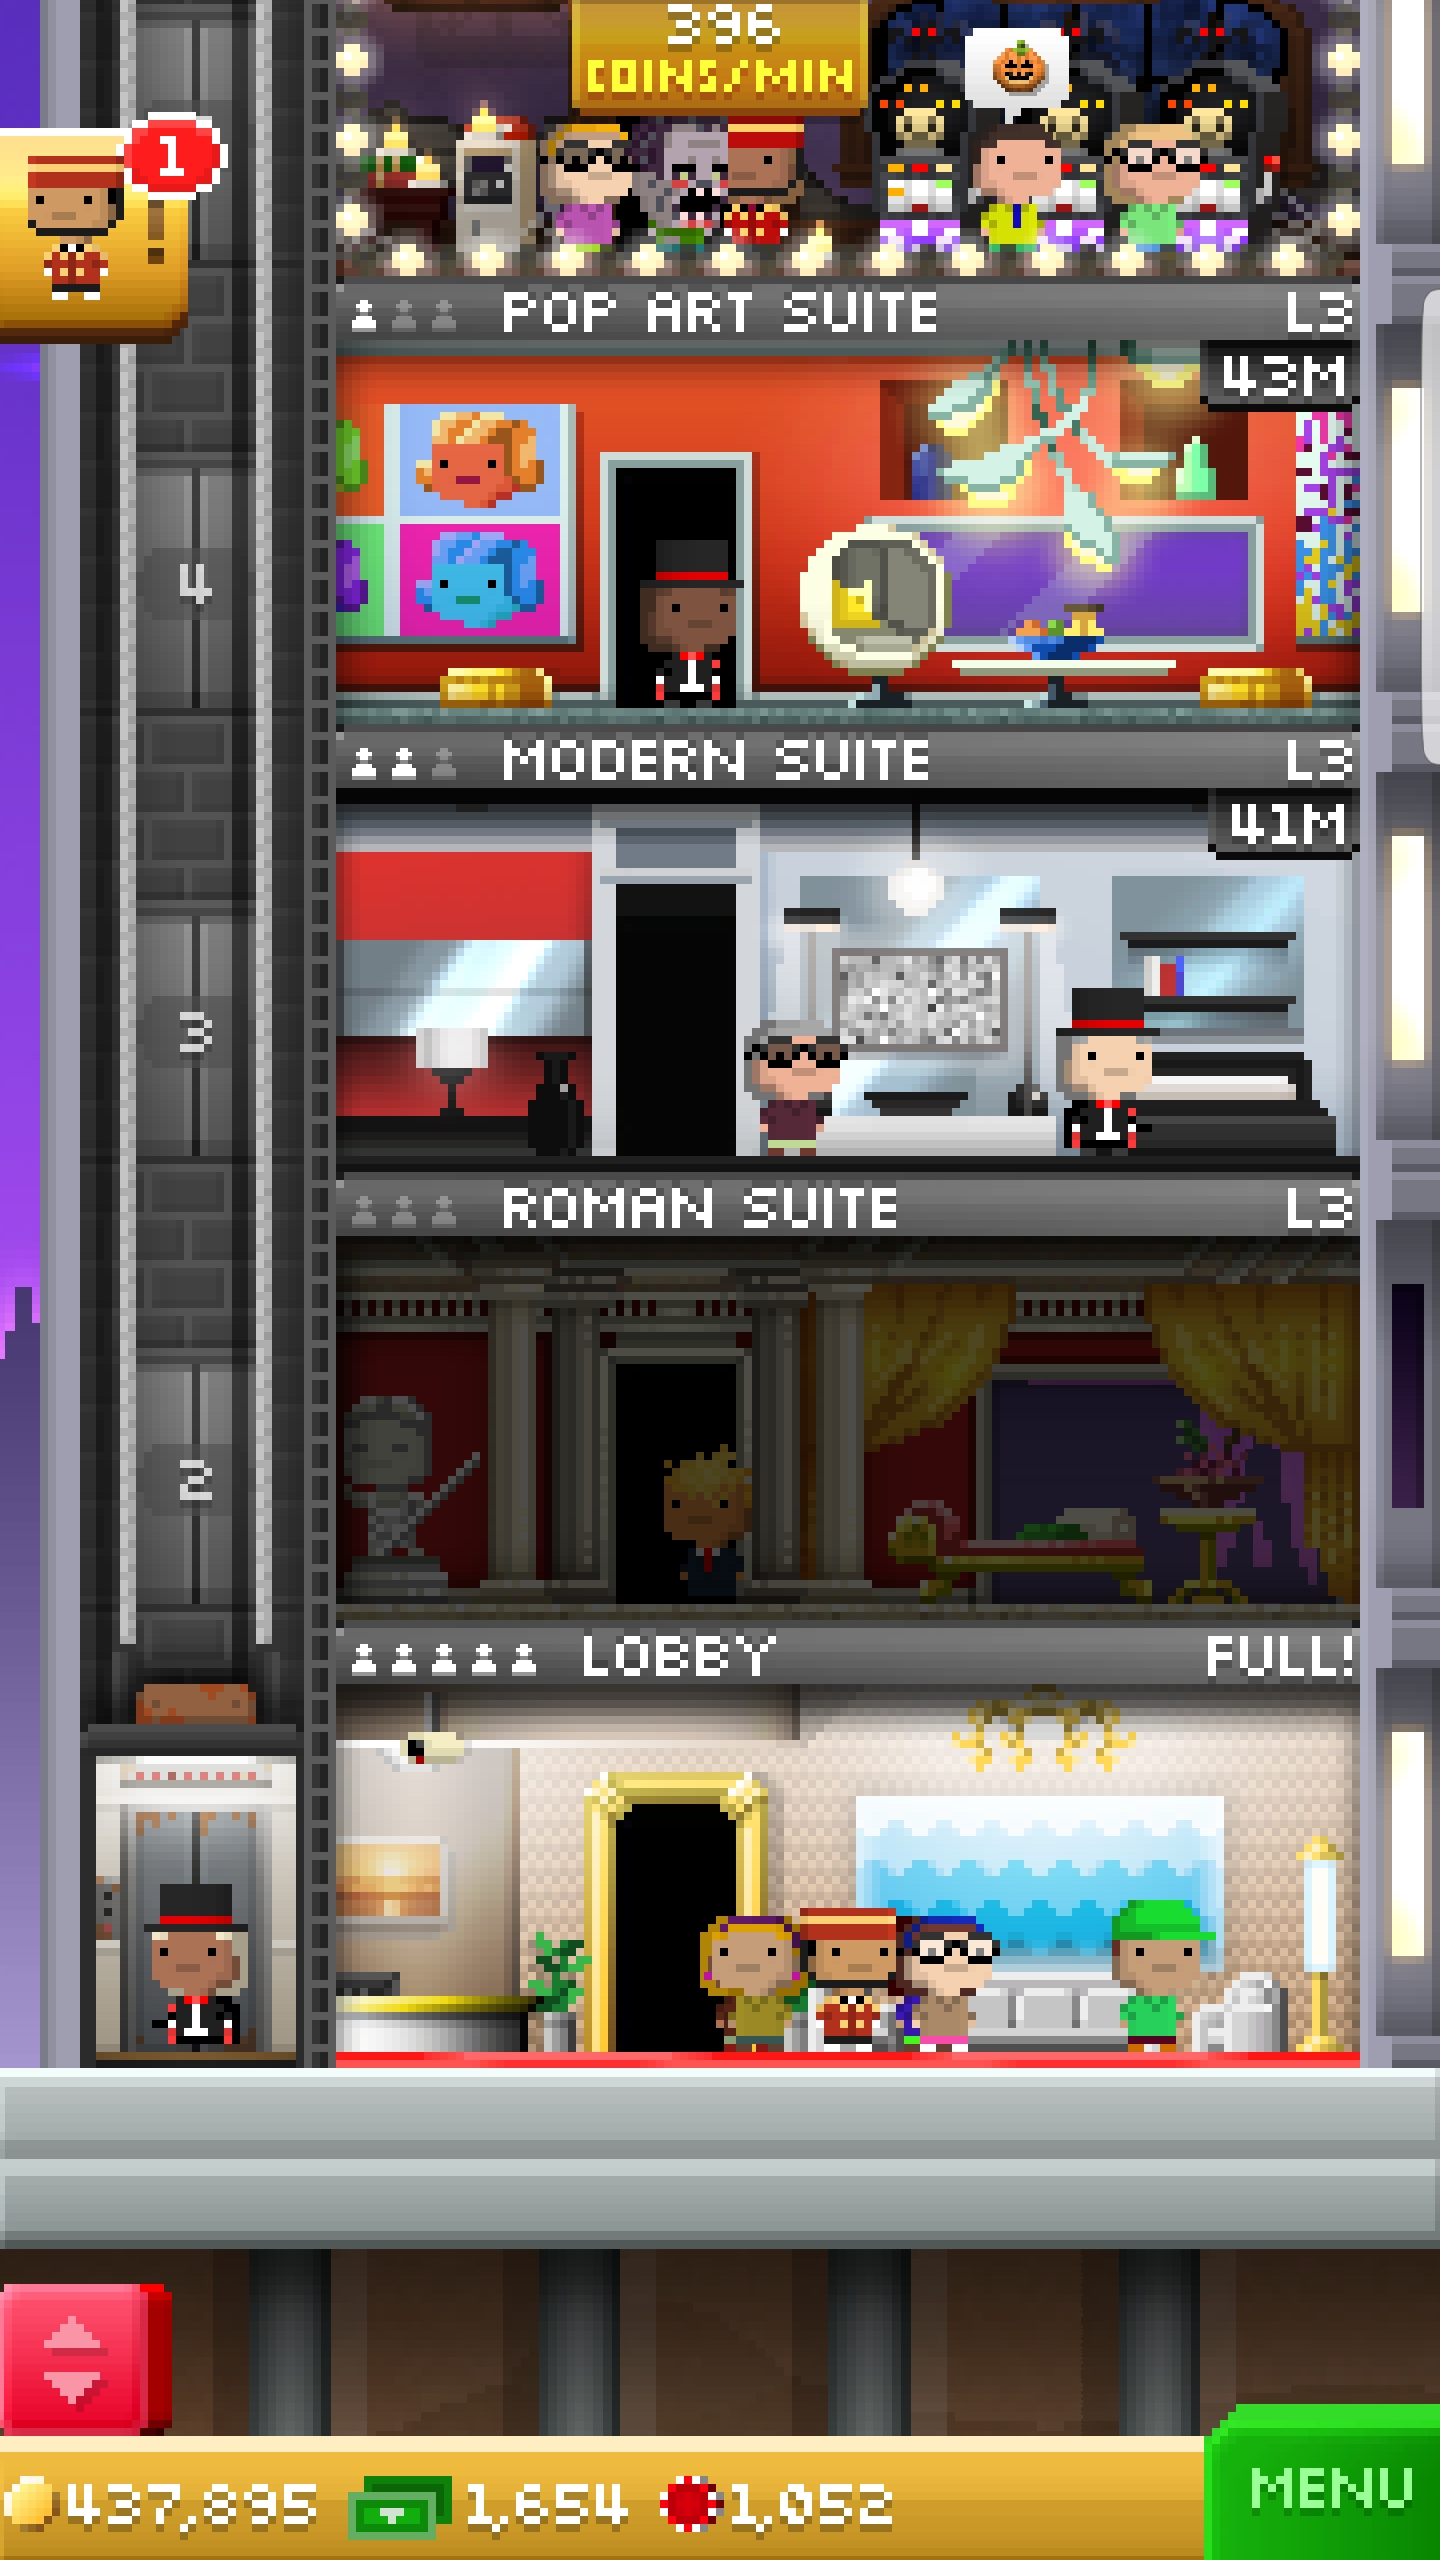 396
COINS/MIN
1
POP ART SUITE L3
43M
4
MODERN SUITE L3
41M
3
ROMAN SUITE L3
2
LOBBY FULL!
437,895 1,654 1,052
MENU